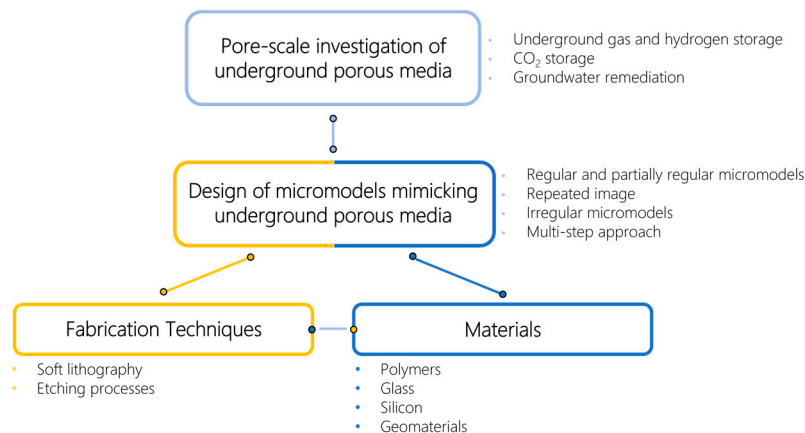 Pore-scale investigation of
underground porous media
Underground gas and hydrogen storage
CO₂ storage
Groundwater remediation
Design of micromodels mimicking
underground porous media
Regular and partially regular micromodels
Repeated image
Irregular micromodels
Multi-step approach
Fabrication Techniques
Soft lithography
Etching processes
Materials
Polymers
Glass
Silicon
Geomaterials